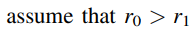 assume that r₀ > r₁